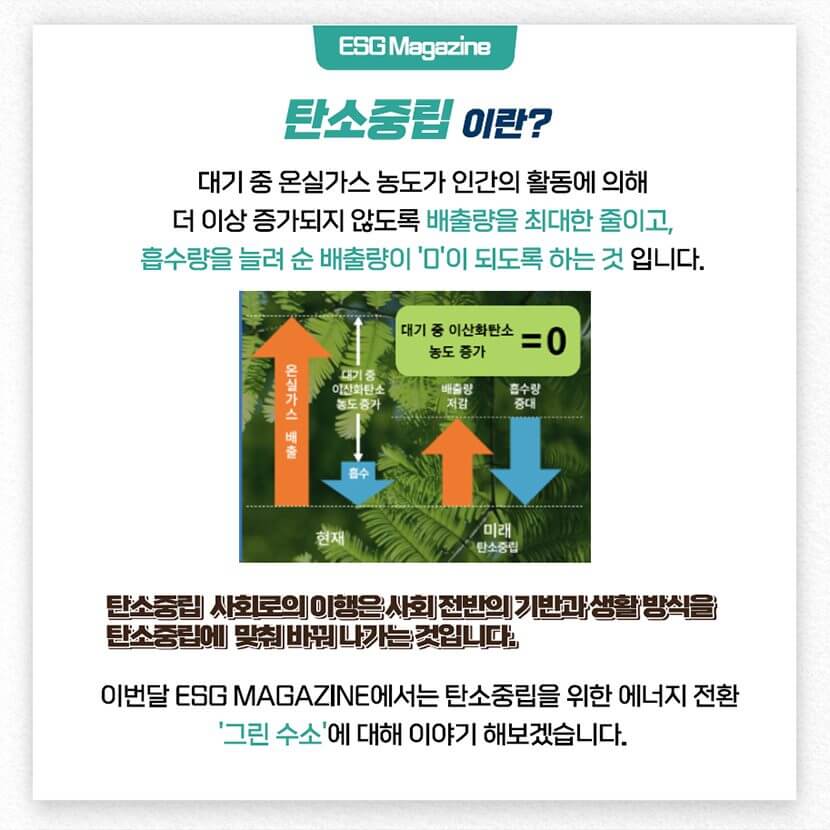 ESG Magazine
탄소중립 이란?
대기 중 온실가스 농도가 인간의 활동에 의해
더 이상 증가되지 않도록 배출량을 최대한 줄이고,
흡수량을 늘려 순 배출량이 '0'이 되도록 하는 것 입니다.
대기 중 이산화탄소
농도 증가
=0
온실가스 배출
대기 중
이산화탄소
농도 증가
흡수
배출량
저감
흡수량
증대
현재
미래
탄소중립
탄소중립 사회로의 이행은 사회 전반의 기반과 생활 방식을
탄소중립에 맞춰 바꿔 나가는 것입니다.
이번달 ESG MAGAZINE에서는 탄소중립을 위한 에너지 전환
'그린 수소'에 대해 이야기 해보겠습니다.